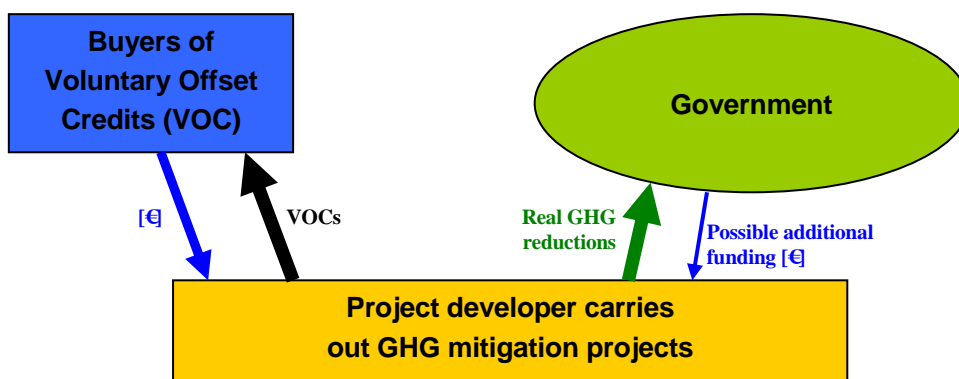 Buyers of
Voluntary Offset
Credits (VOC)
Government
[€]
VOCs
Real GHG
reductions
Possible additional
funding [€]
Project developer carries
out GHG mitigation projects